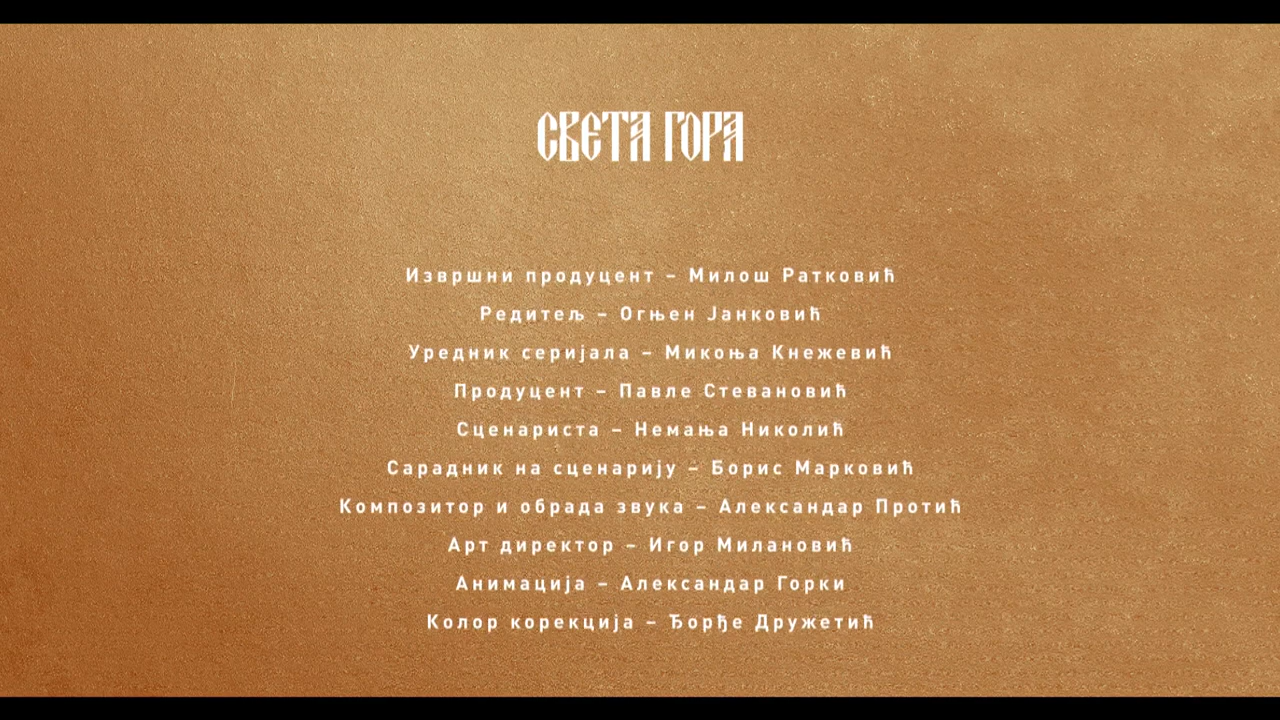 СВЕТА ГОРА
Извршни продуцент – Милош Ратковић
Редитељ – Огњен Јанковић
Уредник серијала – Микоња Кнежевић
Продуцент – Павле Стевановић
Сценариста – Немања Николић
Сарадник на сценарију – Борис Марковић
Композитор и обрада звука – Александар Протић
Арт директор – Игор Милановић
Анимација – Александар Горки
Колор корекција – Ђорђе Дружетић